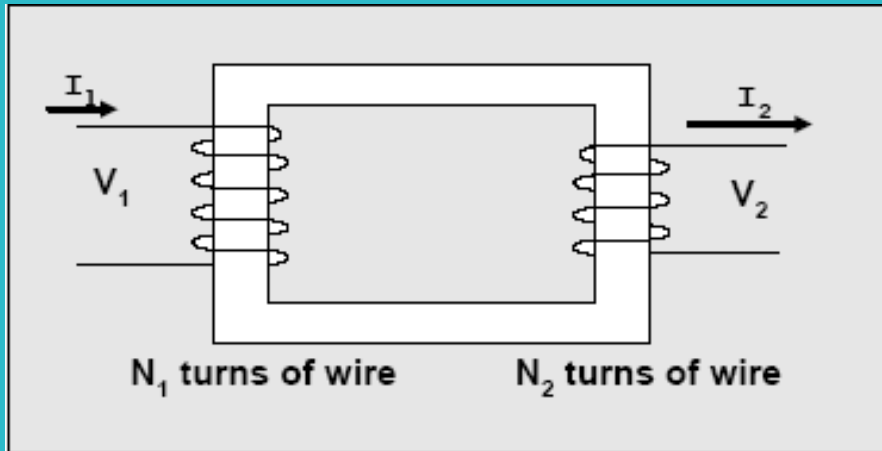 I₁
I₂
V₁
V₂
N₁ turns of wire
N₂ turns of wire